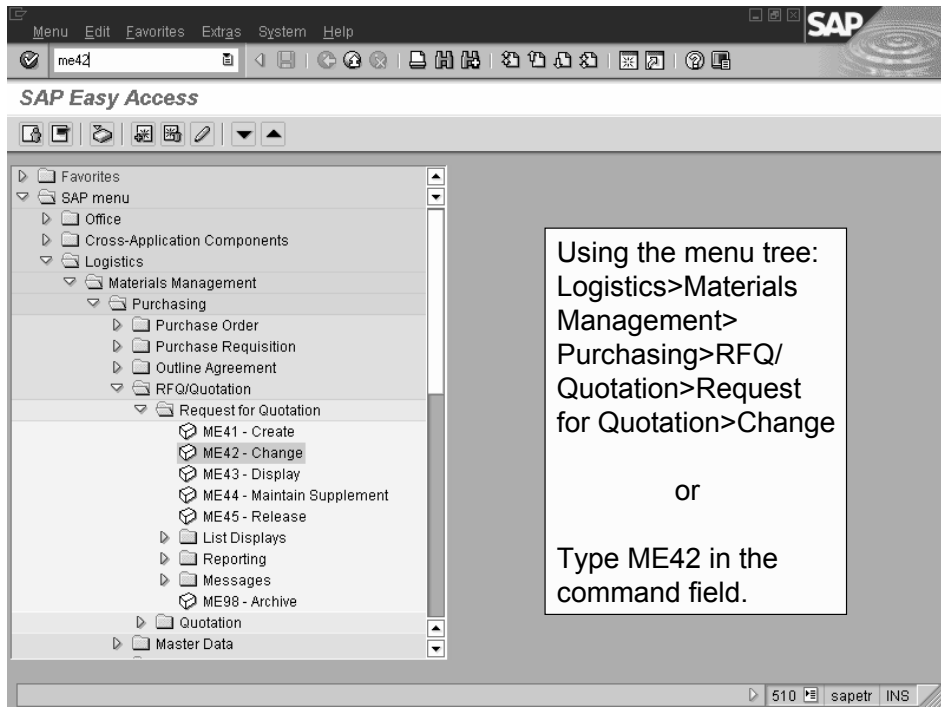 Menu Edit Favorites Extras System Help
SAP
me42
SAP Easy Access
Favorites
SAP menu
Office
Cross-Application Components
Logistics
Materials Management
Purchasing
Purchase Order
Purchase Requisition
Outline Agreement
RFQ/Quotation
Request for Quotation
ME41 - Create
ME42 - Change
ME43 - Display
ME44 - Maintain Supplement
ME45 - Release
List Displays
Reporting
Messages
ME98 - Archive
Quotation
Master Data
Using the menu tree:
Logistics>Materials
Management>
Purchasing>RFQ/
Quotation>Request
for Quotation>Change
or
Type ME42 in the
command field.
510 sapetr INS